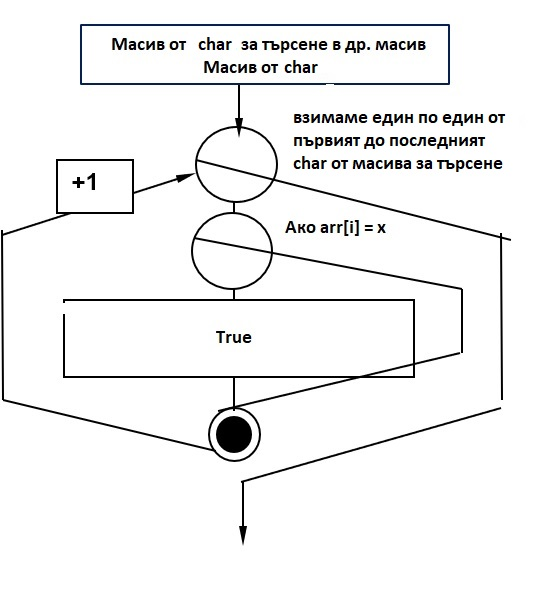 Масив от char за търсене в др. масив
Масив от char
взимаме един по един от
първият до последният
char от масива за търсене
+1
Ако arr[i] = x
True